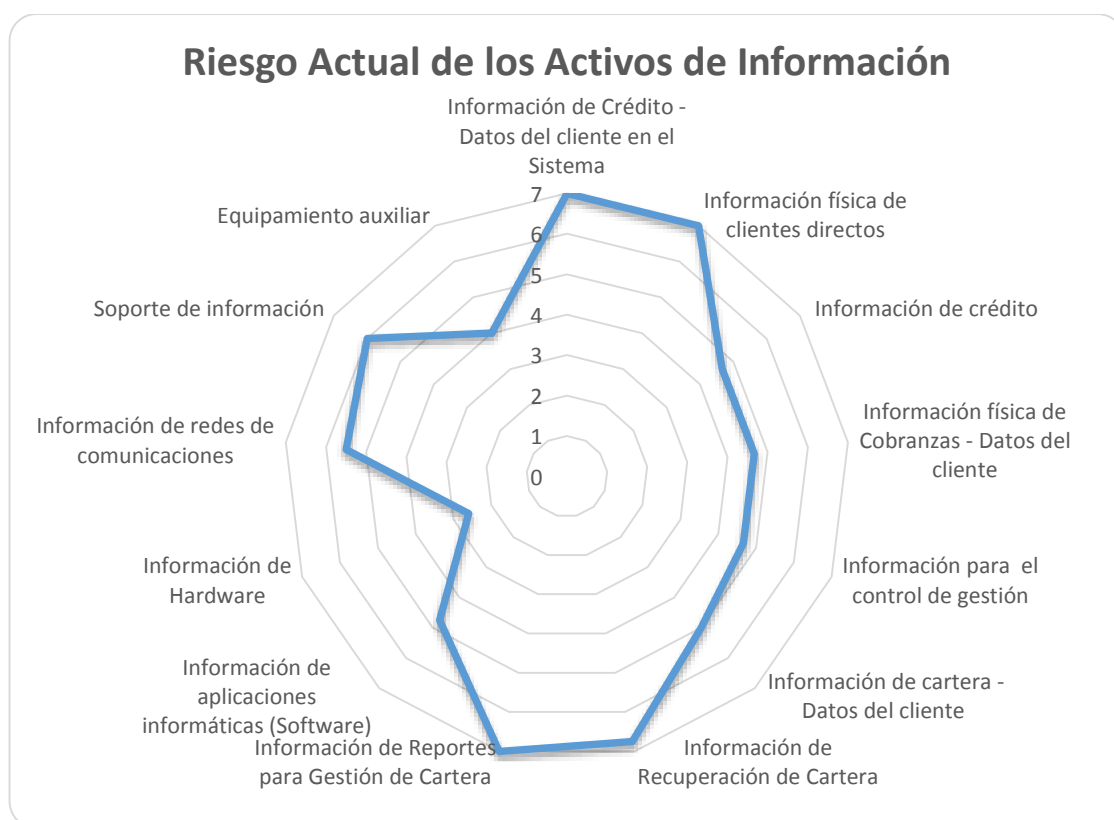 Riesgo Actual de los Activos de Información
Información de Crédito -
Datos del cliente en el
Sistema
Información física de
clientes directos
Información de crédito
Información física de
Cobranzas - Datos del
cliente
Información para el
control de gestión
Información de cartera -
Datos del cliente
Información de
Recuperación de Cartera
Información de Reportes
para Gestión de Cartera
Información de
aplicaciones
informáticas (Software)
Información de
Hardware
Información de redes de
comunicaciones
Soporte de información
Equipamiento auxiliar
7
6
5
4
3
2
1
0